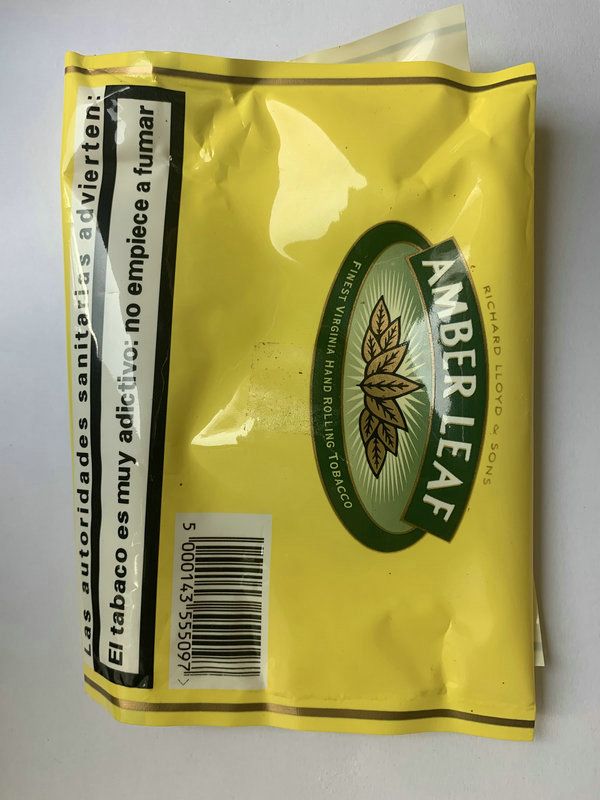 RICHARD LLOYD & SONS
AMBER LEAF
FINEST VIRGINIA HAND ROLLING TOBACCO
5 000143 555097 >
Las autoridades sanitarias advierten:
El tabaco es muy adictivo: no empiece a fumar